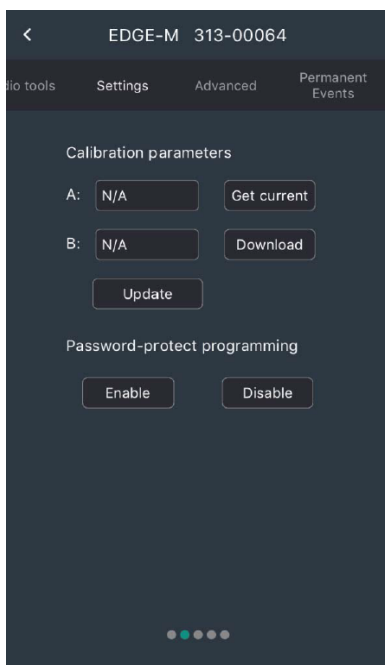 < EDGE-M 313-00064
dio tools Settings Advanced Permanent Events
Calibration parameters
A: N/A Get current
B: N/A Download
Update
Password-protect programming
Enable Disable